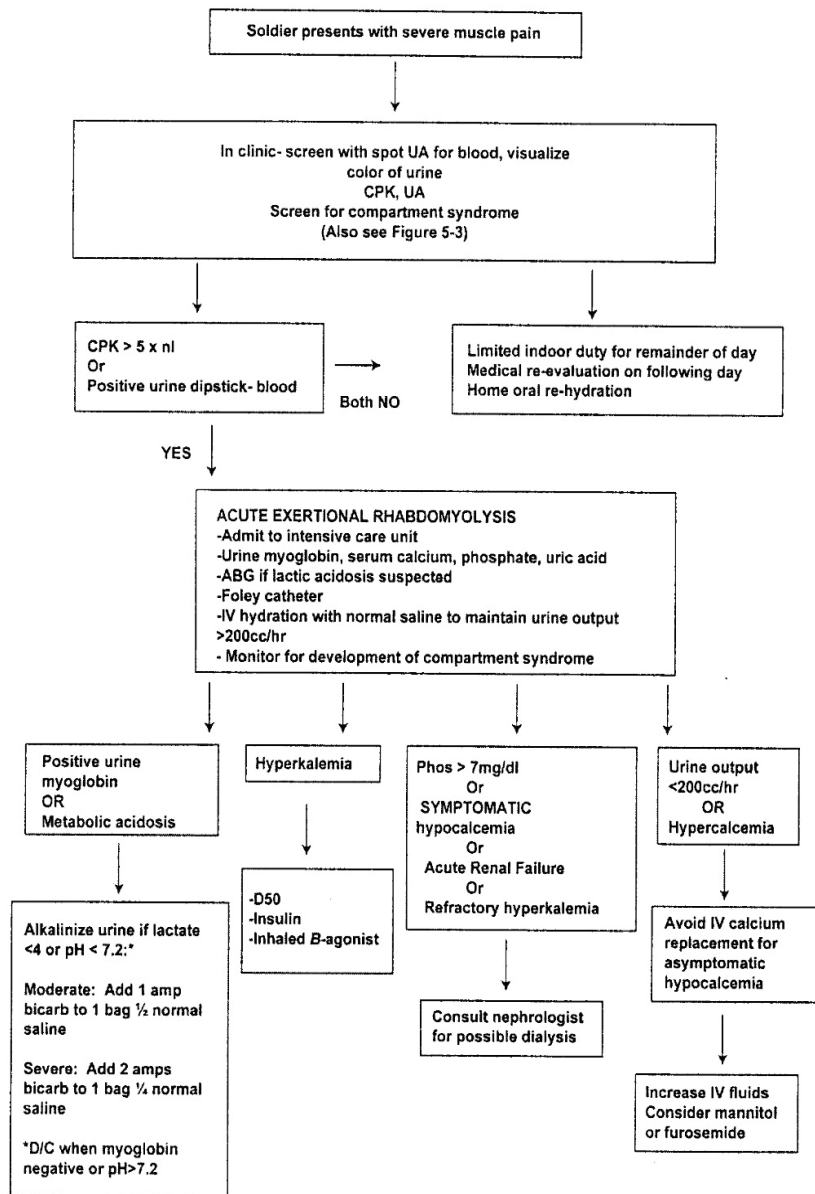 Soldier presents with severe muscle pain
In clinic- screen with spot UA for blood, visualize
color of urine
CPK, UA
Screen for compartment syndrome
(Also see Figure 5-3)
CPK > 5 x nl
Or
Positive urine dipstick- blood
Both NO
Limited indoor duty for remainder of day
Medical re-evaluation on following day
Home oral re-hydration
YES
ACUTE EXERTIONAL RHABDOMYOLYSIS
-Admit to intensive care unit
-Urine myoglobin, serum calcium, phosphate, uric acid
-ABG if lactic acidosis suspected
-Foley catheter
-IV hydration with normal saline to maintain urine output
>200cc/hr
- Monitor for development of compartment syndrome
Positive urine
myoglobin
OR
Metabolic acidosis
Alkalinize urine if lactate
<4 or pH < 7.2:*
Moderate: Add 1 amp
bicarb to 1 bag ½ normal
saline
Severe: Add 2 amps
bicarb to 1 bag ¼ normal
saline
*D/C when myoglobin
negative or pH>7.2
Hyperkalemia
-D50
-Insulin
-Inhaled B-agonist
Phos > 7mg/dl
Or
SYMPTOMATIC
hypocalcemia
Or
Acute Renal Failure
Or
Refractory hyperkalemia
Consult nephrologist
for possible dialysis
Urine output
<200cc/hr
OR
Hypercalcemia
Avoid IV calcium
replacement for
asymptomatic
hypocalcemia
Increase IV fluids
Consider mannitol
or furosemide